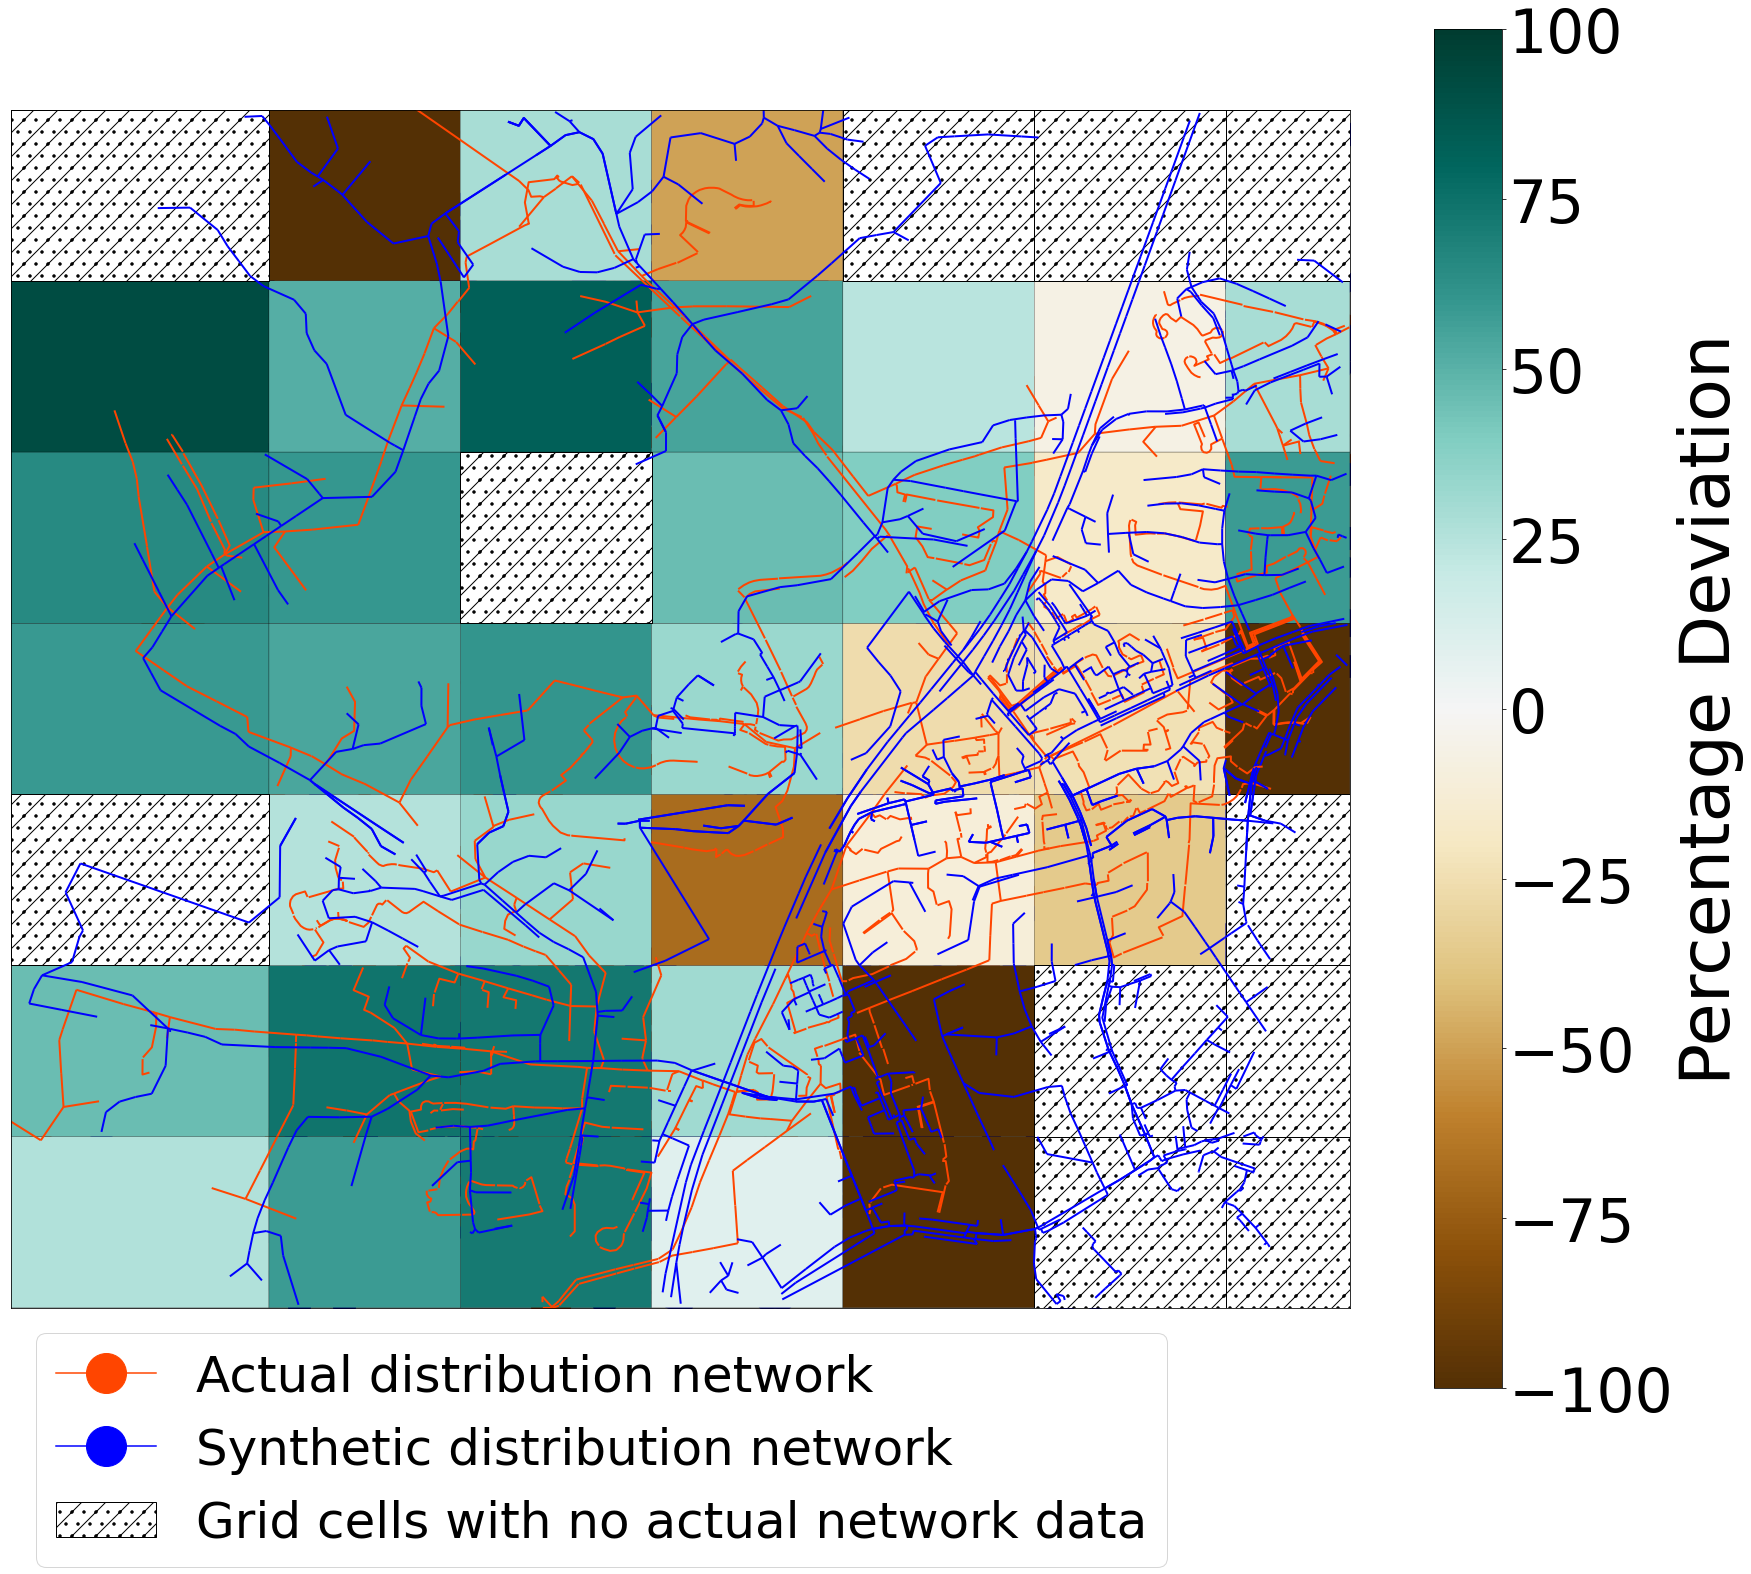 100
75
50
25
0
−25
−50
−75
−100
Percentage Deviation
Actual distribution network
Synthetic distribution network
Grid cells with no actual network data